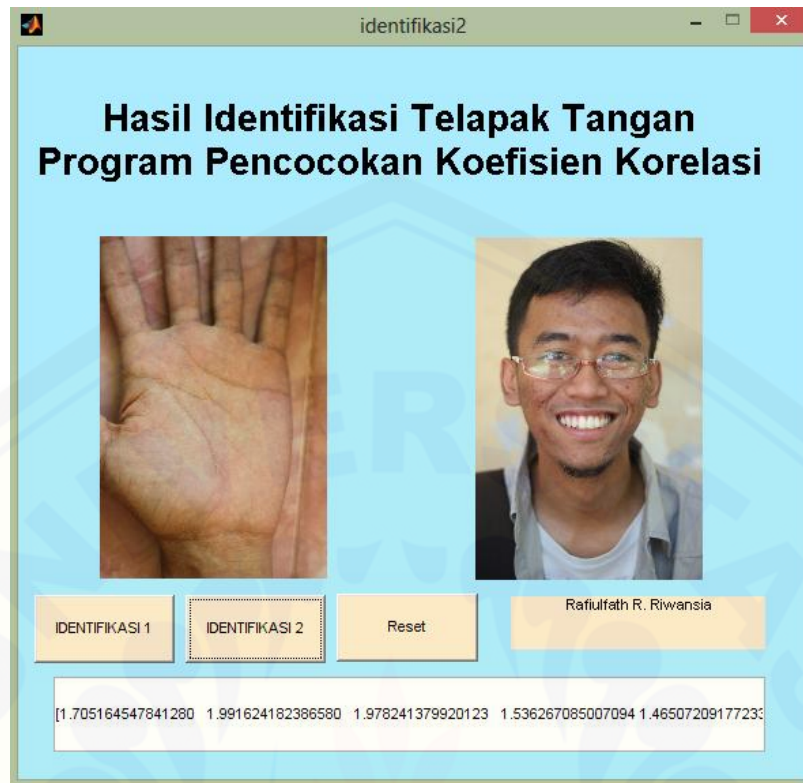 identifikasi2
Hasil Identifikasi Telapak Tangan
Program Pencocokan Koefisien Korelasi
IDENTIFIKASI 1
IDENTIFIKASI 2
Reset
Rafiulfath R. Riwansia
[1.705164547841280 1.991624182386580 1.978241379920123 1.536267085007094 1.46507209177233